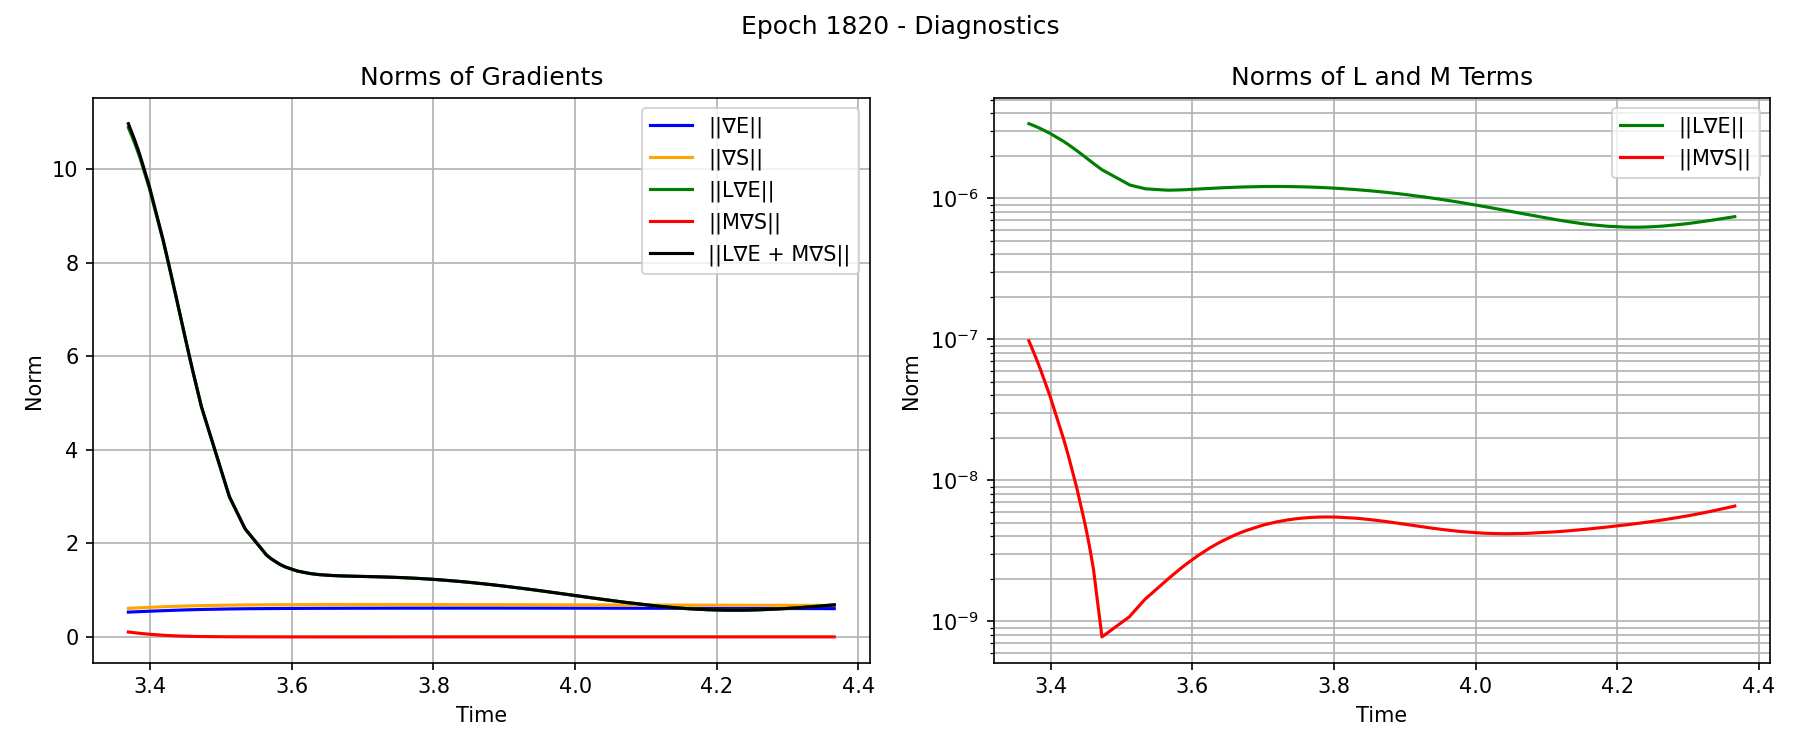 Epoch 1820 - Diagnostics
Norms of Gradients
Norm
10
8
6
4
2
0
3.4 3.6 3.8 4.0 4.2 4.4
Time
||∇E||
||∇S||
||L∇E||
||M∇S||
||L∇E + M∇S||
Norms of L and M Terms
Norm
10⁻⁶
10⁻⁷
10⁻⁸
10⁻⁹
3.4 3.6 3.8 4.0 4.2 4.4
Time
||L∇E||
||M∇S||